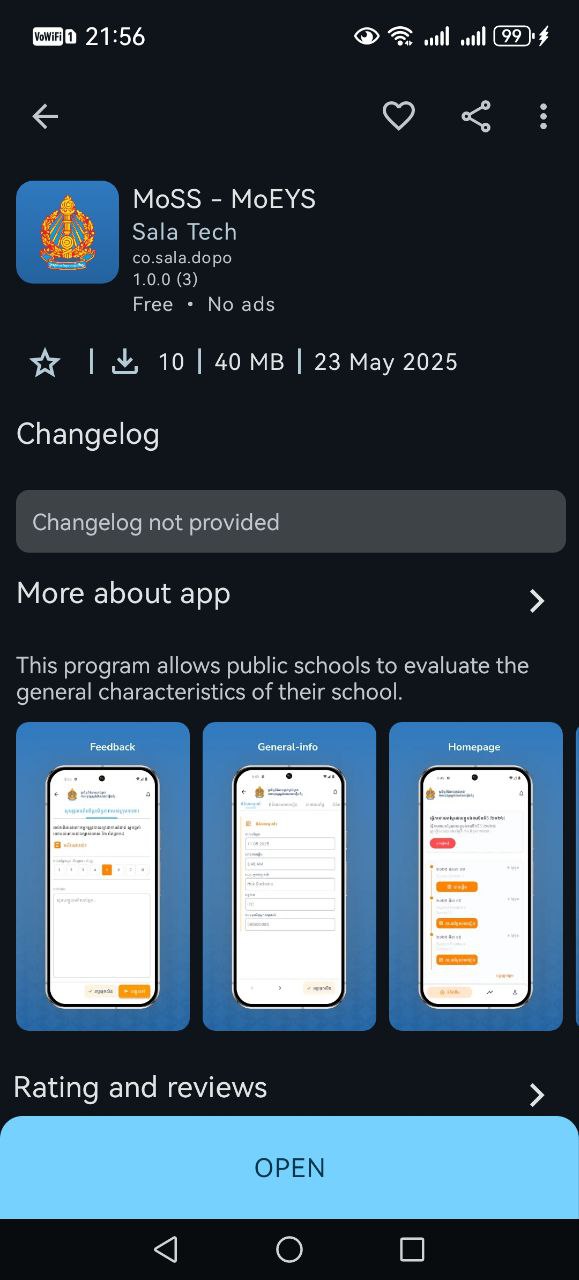 VoWiFi 1 21:56 99
MoSS - MoEYS
Sala Tech
co.sala.dopo
1.0.0 (3)
Free • No ads
10 | 40 MB | 23 May 2025
Changelog
Changelog not provided
More about app
This program allows public schools to evaluate the
general characteristics of their school.
Feedback
General-info
Homepage
Rating and reviews
OPEN